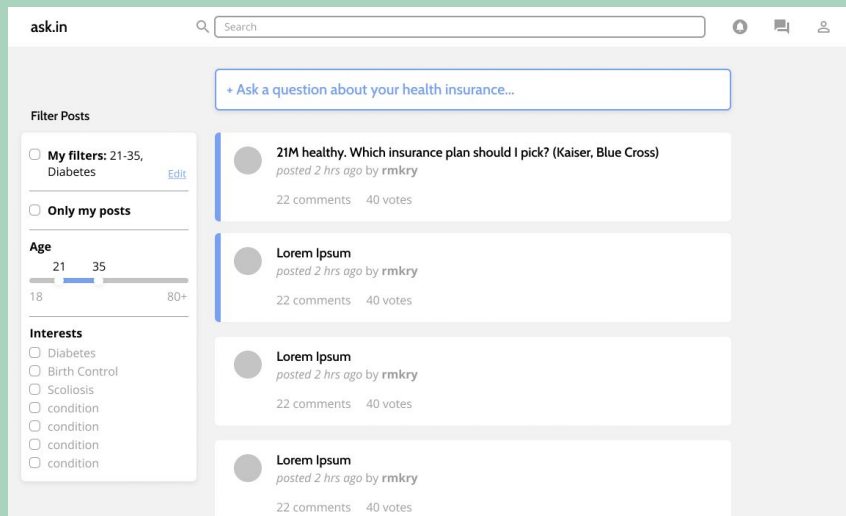 ask.in
Search
+ Ask a question about your health insurance...
Filter Posts
My filters: 21-35,
Diabetes
Edit
Only my posts
Age
21 35
18 80+
Interests
Diabetes
Birth Control
Scoliosis
condition
condition
condition
condition
21M healthy. Which insurance plan should I pick? (Kaiser, Blue Cross)
posted 2 hrs ago by rmkry
22 comments 40 votes
Lorem Ipsum
posted 2 hrs ago by rmkry
22 comments 40 votes
Lorem Ipsum
posted 2 hrs ago by rmkry
22 comments 40 votes
Lorem Ipsum
posted 2 hrs ago by rmkry
22 comments 40 votes